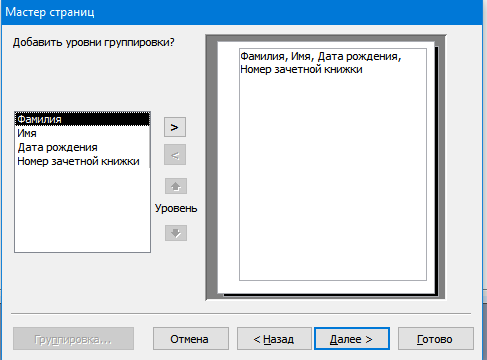 Мастер страниц
Добавить уровни группировки?
Фамилия, Имя, Дата рождения,
Номер зачетной книжки
Фамилия
Имя
Дата рождения
Номер зачетной книжки
>
<
Уровень
Группировка...
Отмена
< Назад
Далее >
Готово